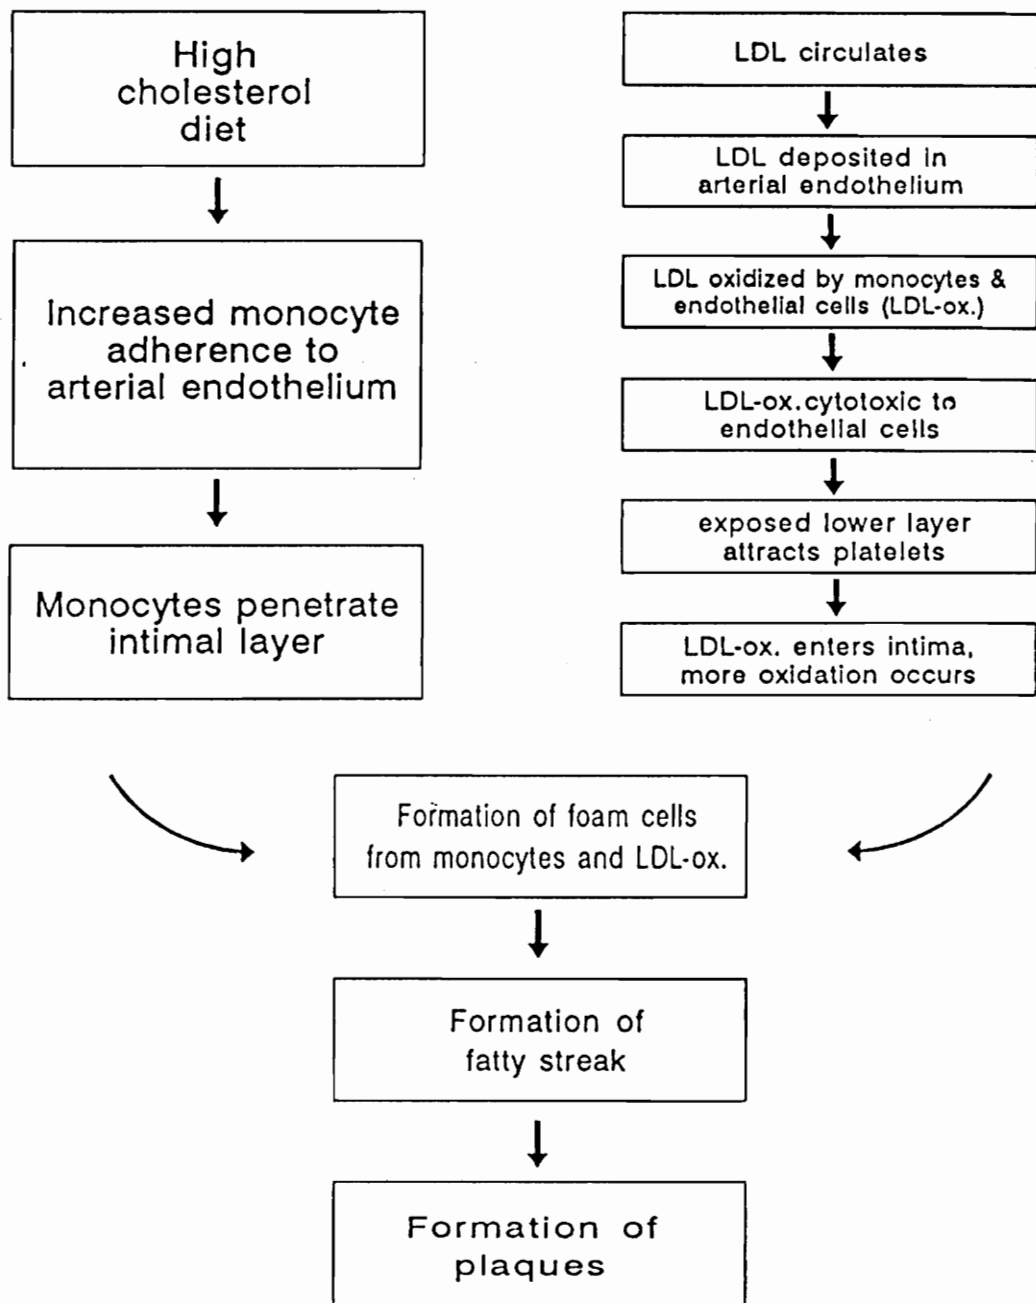 High
cholesterol
diet
Increased monocyte
adherence to
arterial endothelium
Monocytes penetrate
intimal layer
LDL circulates
LDL deposited in
arterial endothelium
LDL oxidized by monocytes &
endothelial cells (LDL-ox.)
LDL-ox.cytotoxic to
endothelial cells
exposed lower layer
attracts platelets
LDL-ox. enters intima,
more oxidation occurs
Formation of foam cells
from monocytes and LDL-ox.
Formation of
fatty streak
Formation of
plaques